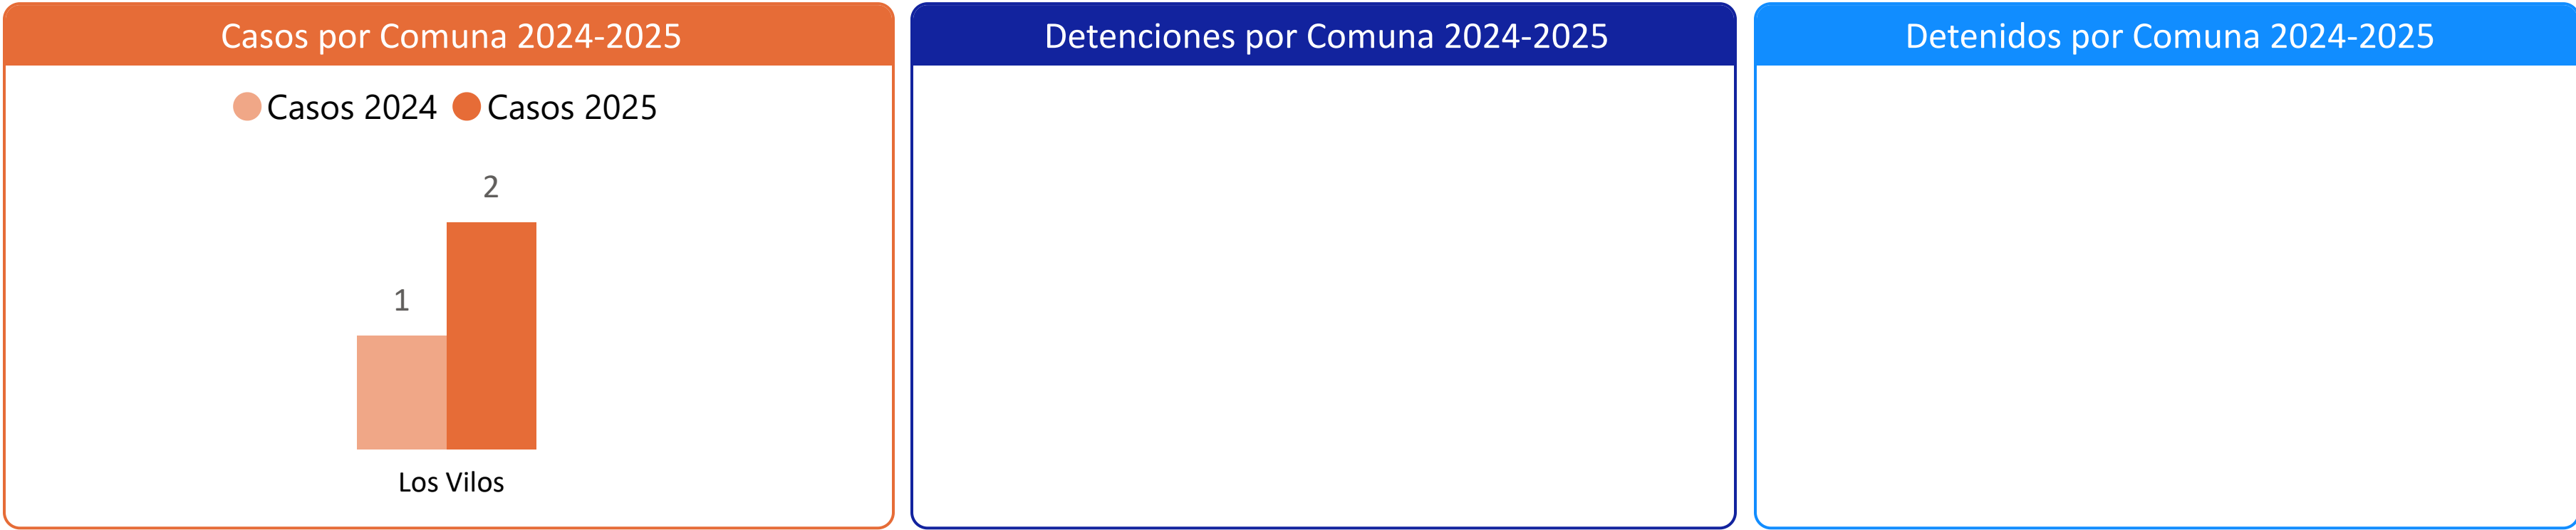 Casos por Comuna 2024-2025
Casos 2024 Casos 2025
2
1
Los Vilos
Detenciones por Comuna 2024-2025
Detenidos por Comuna 2024-2025